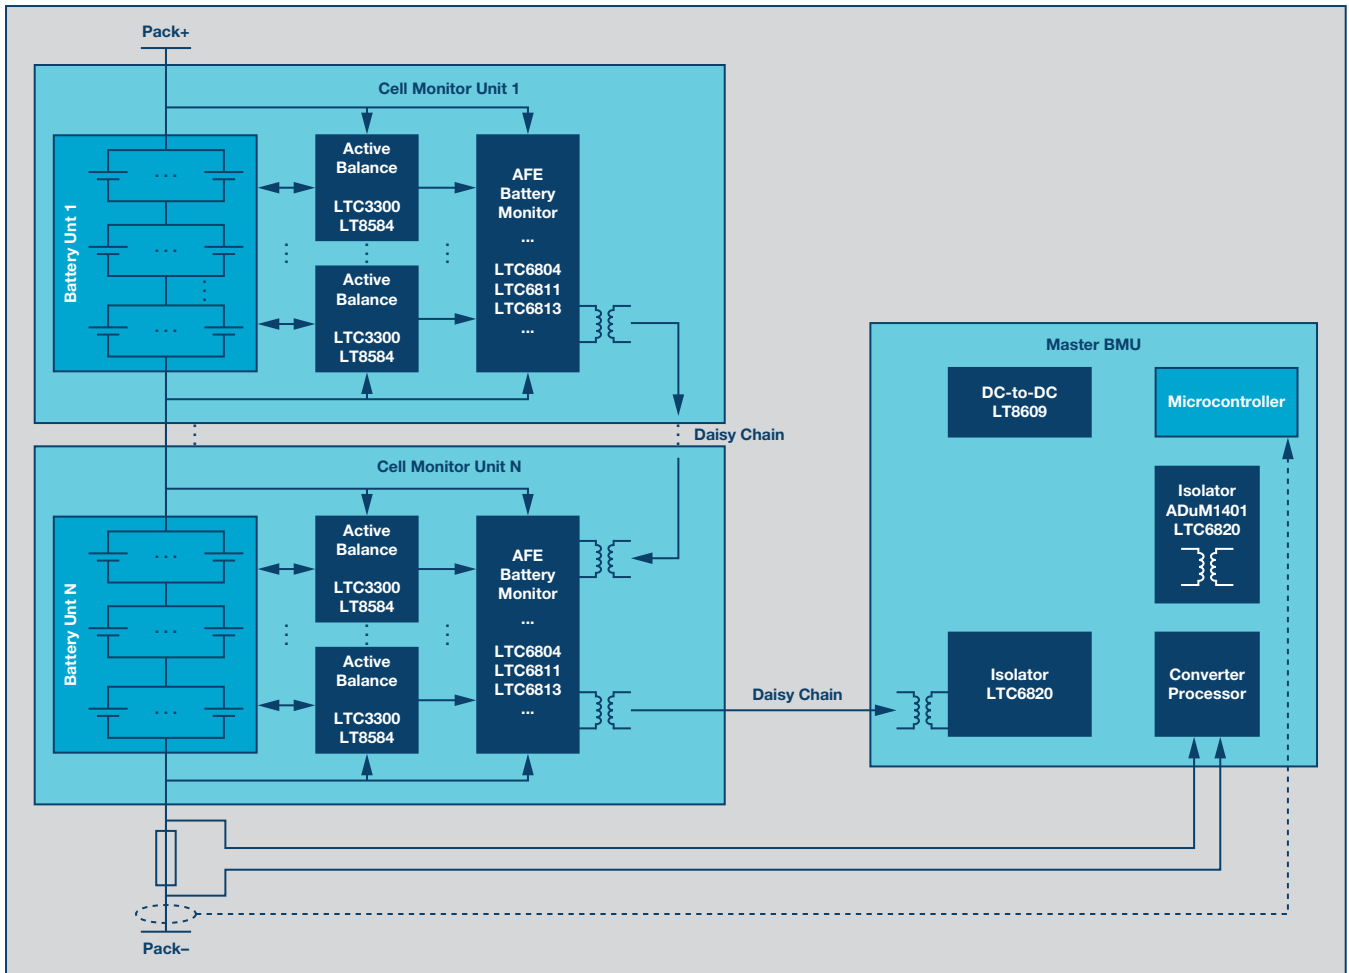 Pack+
Cell Monitor Unit 1
Battery Unt 1
...
...
...
Active
Balance
LTC3300
LT8584
Active
Balance
LTC3300
LT8584
AFE
Battery
Monitor
...
LTC6804
LTC6811
LTC6813
...
Daisy Chain
Cell Monitor Unit N
Battery Unt N
...
...
...
Active
Balance
LTC3300
LT8584
Active
Balance
LTC3300
LT8584
AFE
Battery
Monitor
...
LTC6804
LTC6811
LTC6813
...
Daisy Chain
Master BMU
DC-to-DC
LT8609
Microcontroller
Isolator
ADuM1401
LTC6820
Isolator
LTC6820
Converter
Processor
Pack–